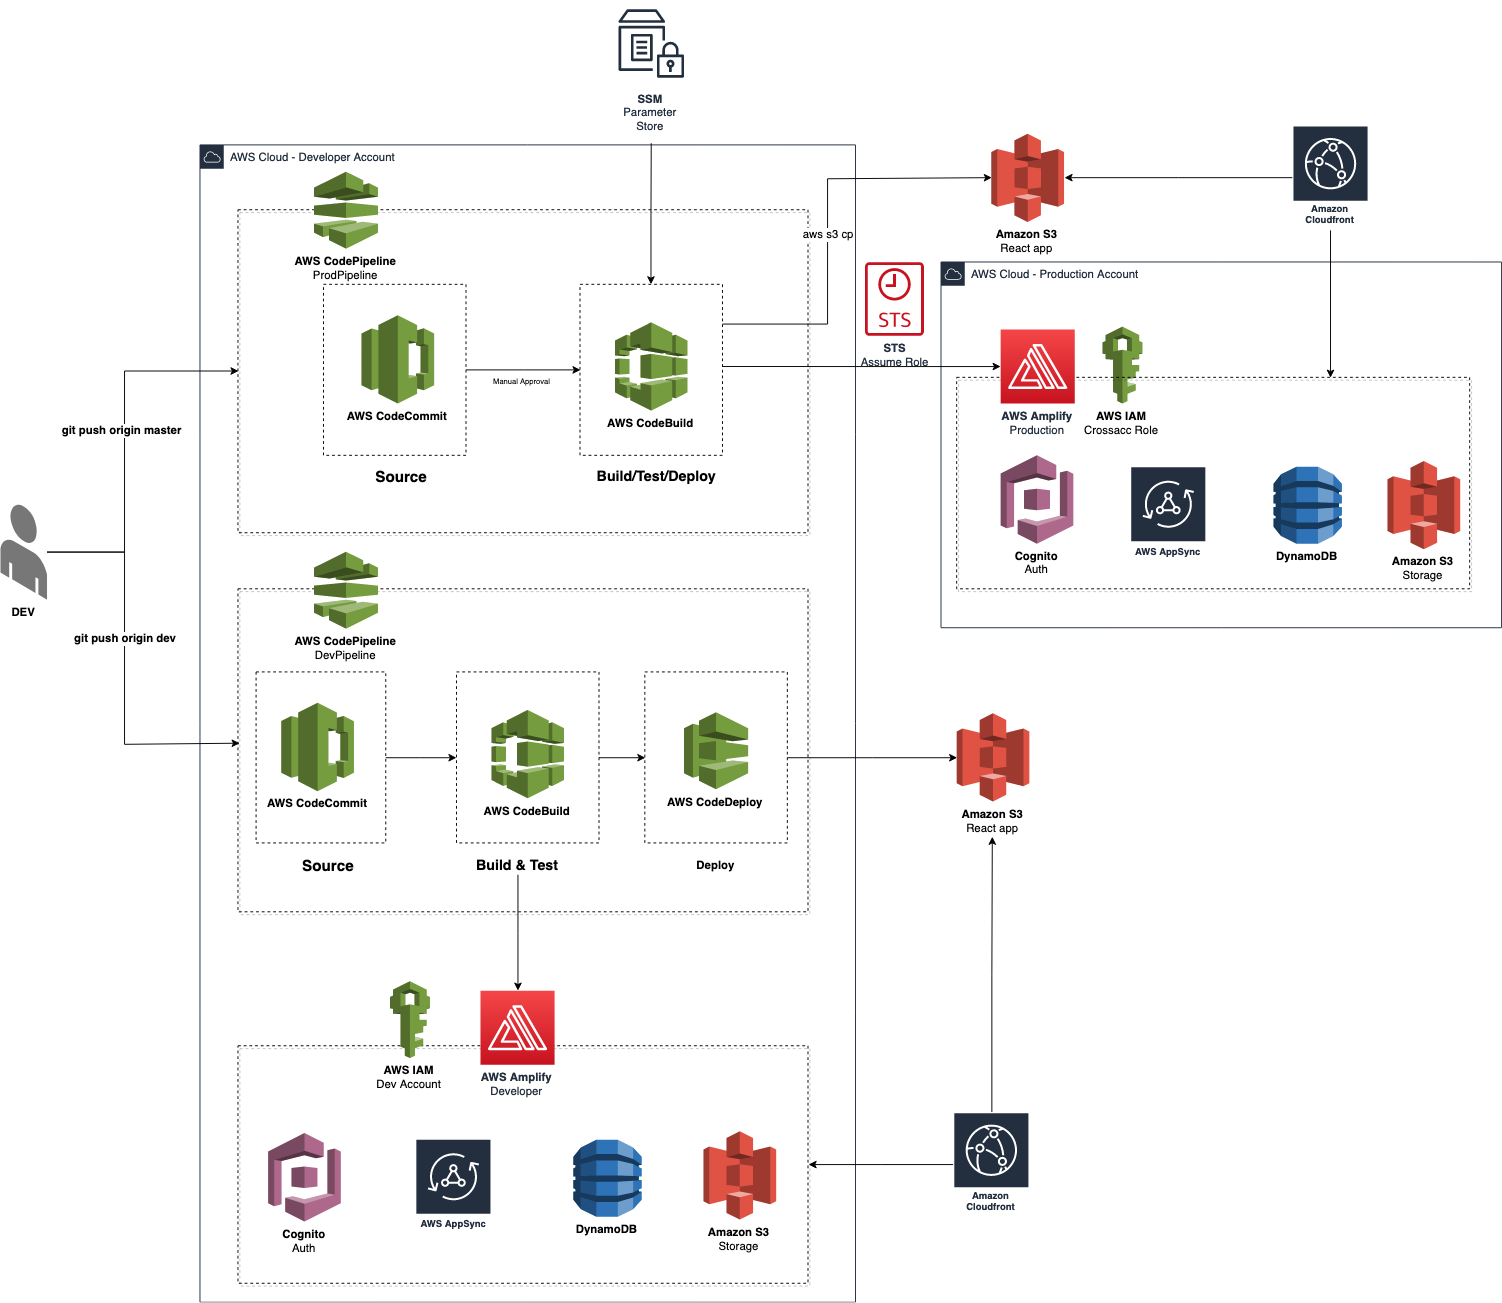 SSM
Parameter
Store
AWS Cloud - Developer Account
AWS CodePipeline
ProdPipeline
aws s3 cp
Amazon S3
React app
Amazon
Cloudfront
AWS Cloud - Production Account
STS
STS
Assume Role
Manual Approval
AWS CodeCommit
AWS CodeBuild
Source
Build/Test/Deploy
AWS Amplify
Production
AWS IAM
Crossacc Role
git push origin master
Cognito
Auth
AWS AppSync
DynamoDB
Amazon S3
Storage
DEV
git push origin dev
AWS CodePipeline
DevPipeline
AWS CodeCommit
AWS CodeBuild
AWS CodeDeploy
Source
Build & Test
Deploy
Amazon S3
React app
AWS IAM
Dev Account
AWS Amplify
Developer
Cognito
Auth
AWS AppSync
DynamoDB
Amazon S3
Storage
Amazon
Cloudfront